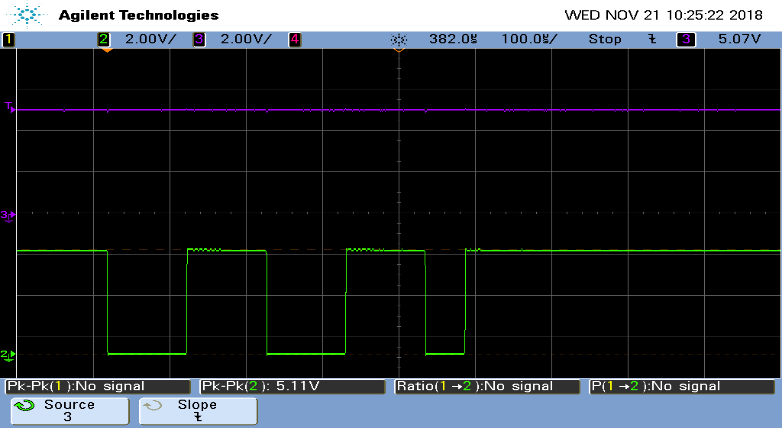 Agilent Technologies WED NOV 21 10:25:22 2018
1 2 2.00V/ 3 2.00V/ 4 382.0µs 100.0µs/ Stop 3 5.07V
T
3
2
Pk-Pk(1):No signal Pk-Pk(2): 5.11V Ratio(1→2):No signal P(1→2):No signal
Source Slope
3